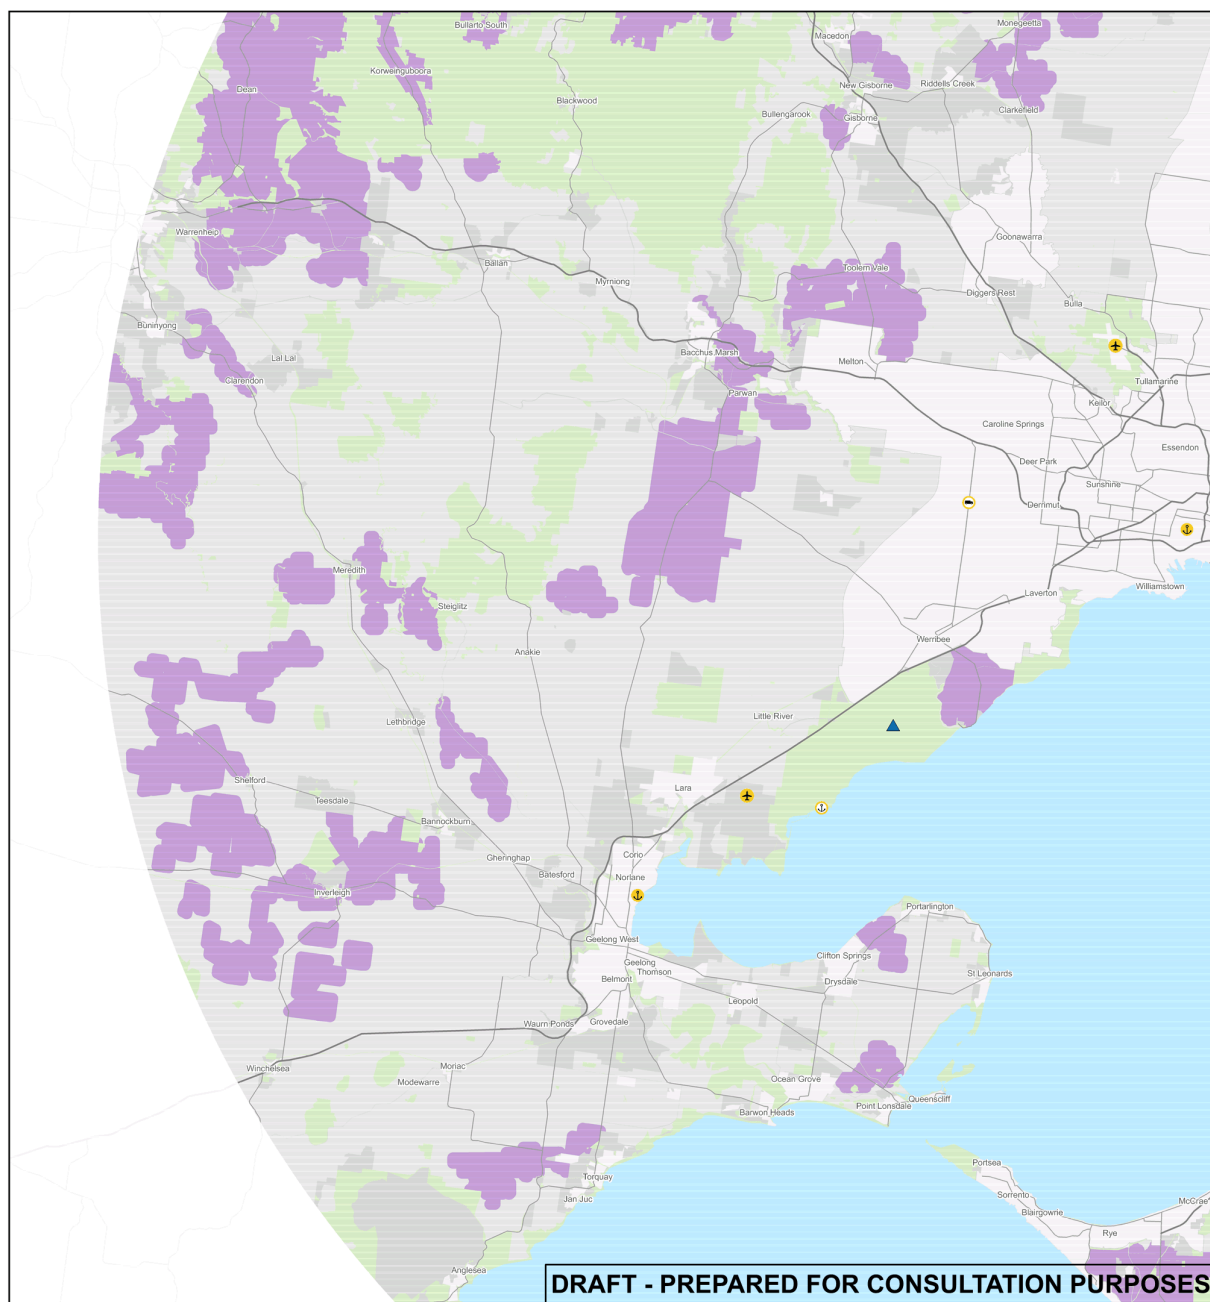 Bullarto South
Monegeetta
Macedon
Korweinguboora
Dean
Riddells Creek
New Gisborne
Blackwood
Clarkefield
Bullengarook
Gisborne
Warrenheip
Goonawarra
Ballan
Toolern Vale
Myrniong
Diggers Rest
Bulla
Buninyong
Lal Lal
Bacchus Marsh
Melton
Clarendon
Tullamarine
Parwan
Keilor
Caroline Springs
Essendon
Deer Park
Sunshine
Derrimut
Meredith
Williamstown
Laverton
Steiglitz
Werribee
Anakie
Little River
Lethbridge
Shelford
Lara
Teesdale
Bannockburn
Corio
Gheringhap
Batesford
Norlane
Inverleigh
Portarlington
Geelong West
Clifton Springs
Geelong
Thomson
St Leonards
Belmont
Drysdale
Leopold
Waurn Ponds
Grovedale
Winchelsea
Moriac
Modewarre
Ocean Grove
Queenscliff
Point Lonsdale
Barwon Heads
Portsea
Torquay
Sorrento
Jan Juc
McCrae
Blairgowrie
Rye
Anglesea
DRAFT - PREPARED FOR CONSULTATION PURPOSES